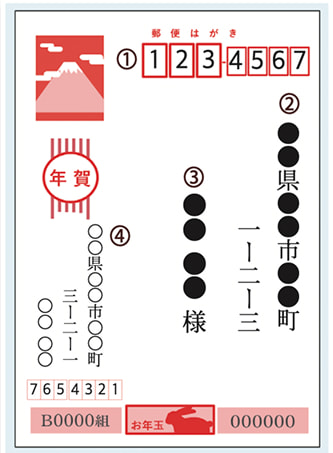 郵便はがき
① 123-4567
②
●●県●●市●●町
一ー二ー三
③
●● ●●様
年賀
④
○○県○○市○○町
三ー二ー一
○○ ○○
7654321
B0000組
お年玉
000000